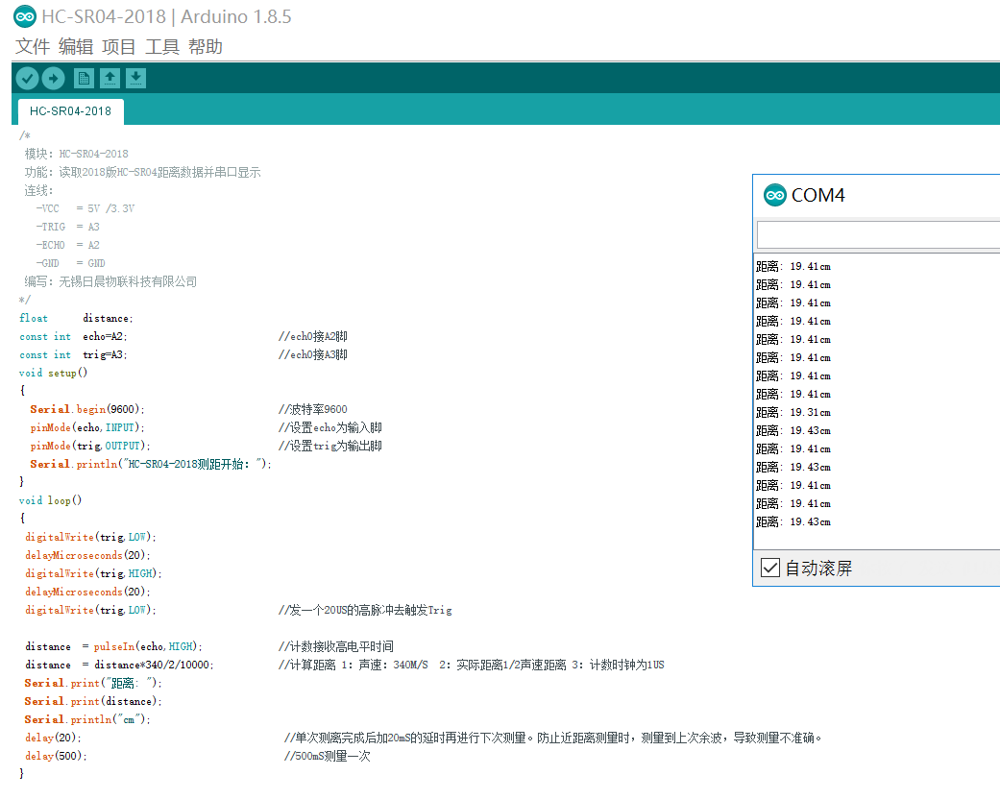 HC-SR04-2018 | Arduino 1.8.5
文件 编辑 项目 工具 帮助
HC-SR04-2018
/*
模块: HC-SR04-2018
功能: 读取2018版HC-SR04距离数据并串口显示
连线:
-VCC = 5V /3.3V
-TRIG = A3
-ECHO = A2
-GND = GND
编写: 无锡日晨物联科技有限公司
*/
float distance;
const int echo=A2; //echO接A2脚
const int trig=A3; //echO接A3脚
void setup()
{
Serial.begin(9600); //波特率9600
pinMode(echo,INPUT); //设置echo为输入脚
pinMode(trig,OUTPUT); //设置trig为输出脚
Serial.println("HC-SR04-2018测距开始: ");
}
void loop()
{
digitalWrite(trig,LOW);
delayMicroseconds(20);
digitalWrite(trig,HIGH);
delayMicroseconds(20);
digitalWrite(trig,LOW); //发一个20US的高脉冲去触发Trig
distance = pulseIn(echo,HIGH); //计数接收高电平时间
distance = distance*340/2/10000; //计算距离 1: 声速: 340M/S 2: 实际距离1/2声速距离 3: 计数时钟为1US
Serial.print("距离: ");
Serial.print(distance);
Serial.println("cm");
delay(20); //单次测离完成后加20mS的延时再进行下次测量。防止近距离测量时,测量到上次余波,导致测量不准确。
delay(500); //500mS测量一次
}
COM4
距离: 19.41cm
距离: 19.41cm
距离: 19.41cm
距离: 19.41cm
距离: 19.41cm
距离: 19.41cm
距离: 19.41cm
距离: 19.41cm
距离: 19.31cm
距离: 19.43cm
距离: 19.41cm
距离: 19.43cm
距离: 19.41cm
距离: 19.41cm
距离: 19.43cm
自动滚屏